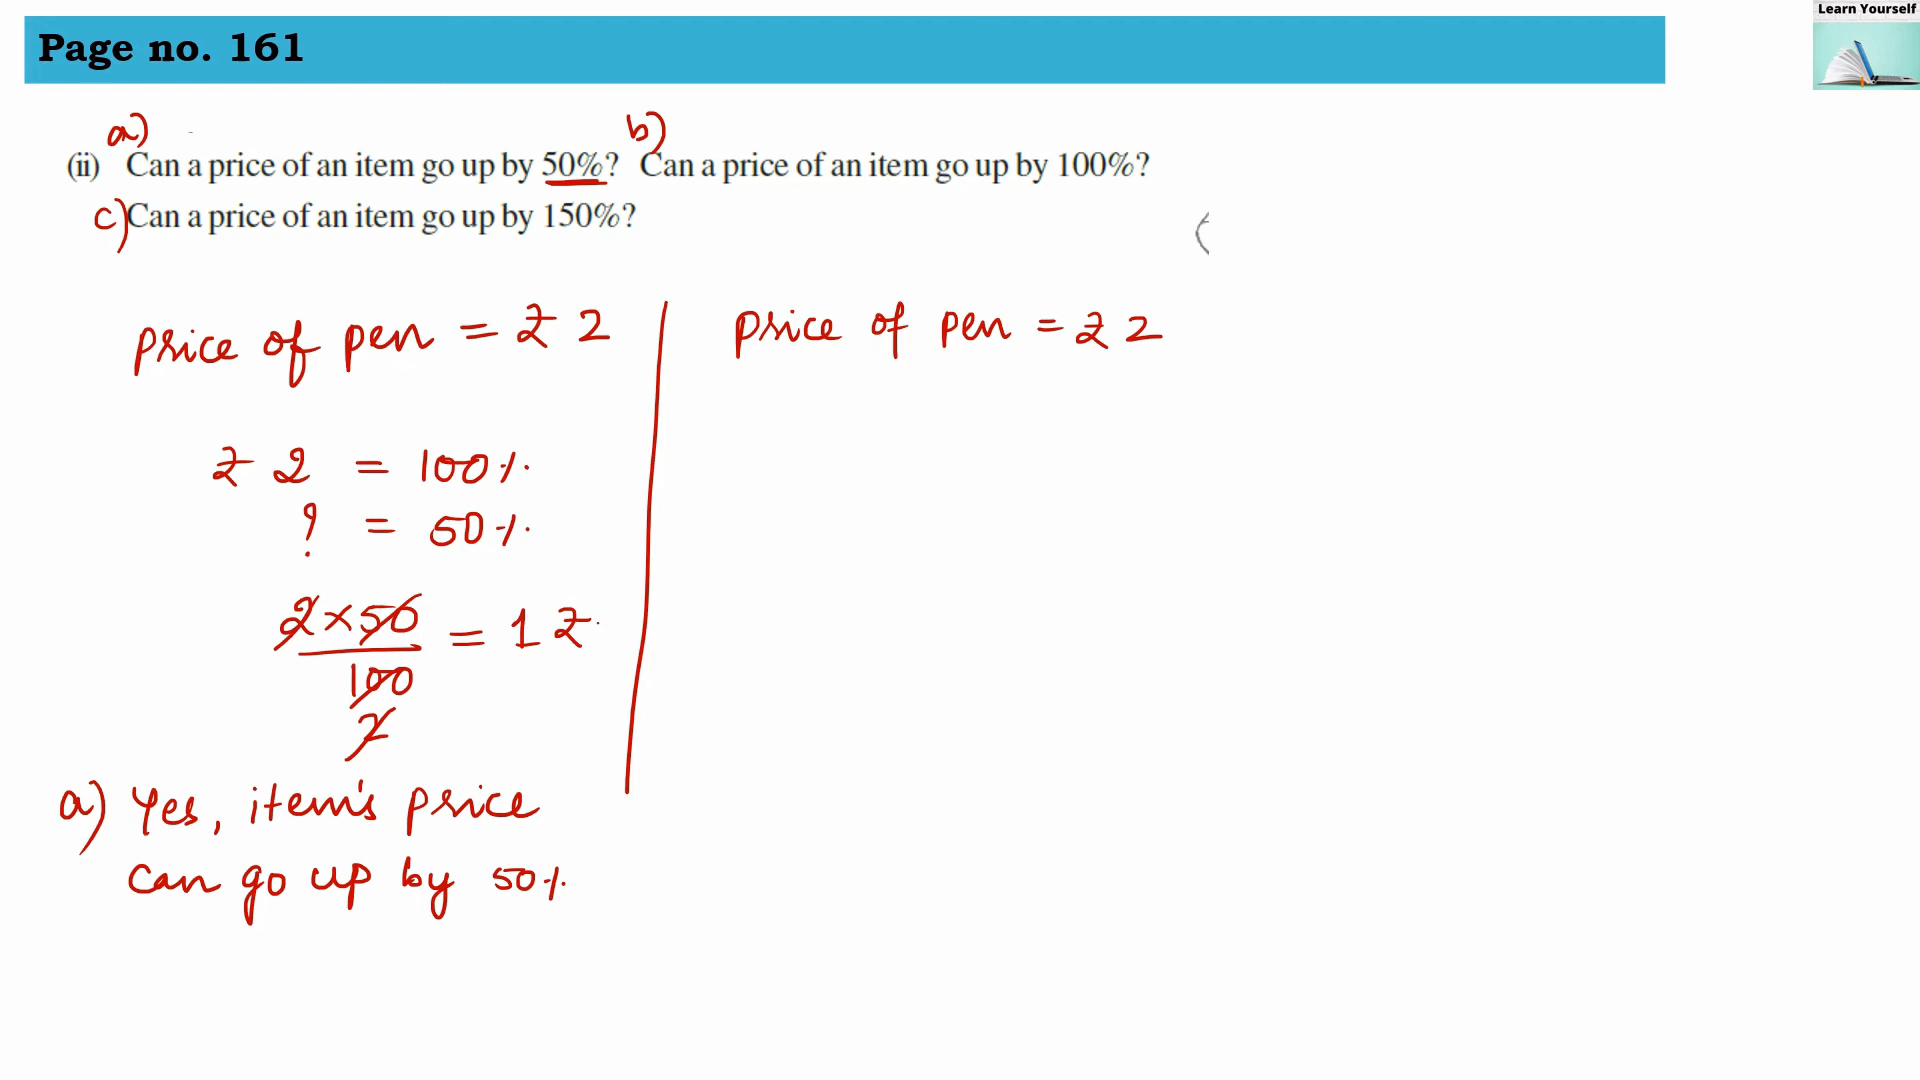 Learn Yourself
Page no. 161
a) b)
(ii) Can a price of an item go up by 50%? Can a price of an item go up by 100%?
c) Can a price of an item go up by 150%?
price of pen = ₹ 2
₹ 2 = 100%
? = 50%
2 × 50 = 1 ₹
100
2
a) Yes, item's price
can go up by 50%
price of pen = ₹ 2